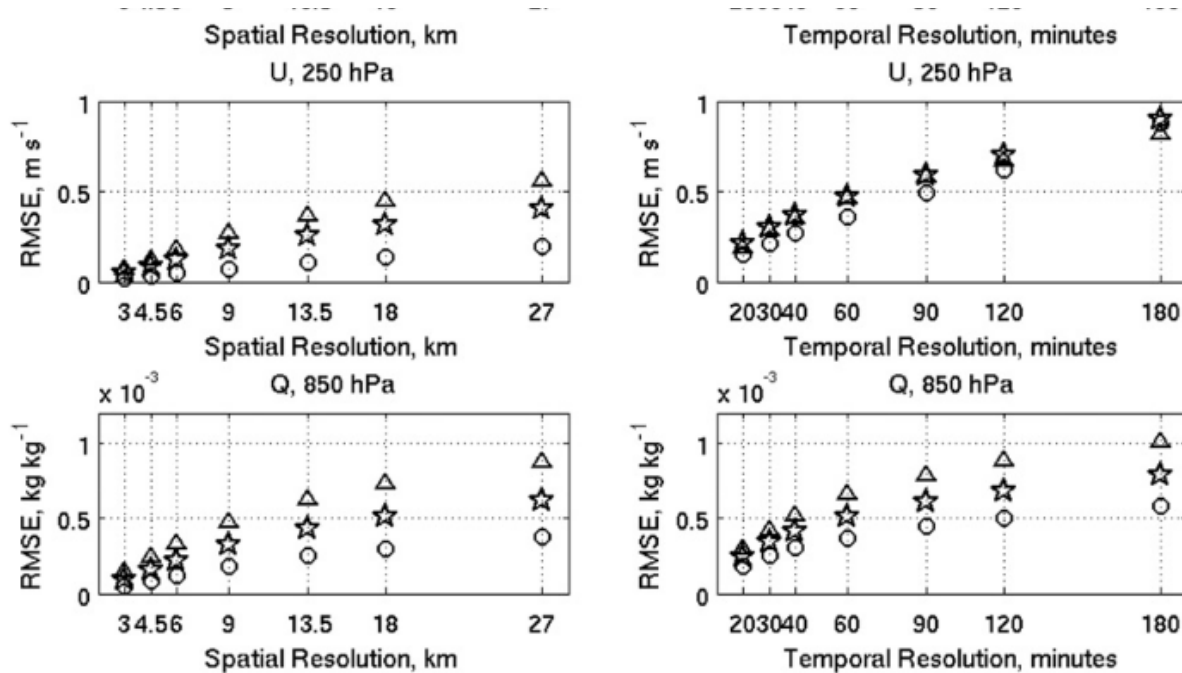 Spatial Resolution, km
Temporal Resolution, minutes
U, 250 hPa
U, 250 hPa
RMSE, m s⁻¹
1
0.5
0
3 4.5 6 9 13.5 18 27
Spatial Resolution, km
RMSE, m s⁻¹
1
0.5
0
20 30 40 60 90 120 180
Temporal Resolution, minutes
x 10⁻³
Q, 850 hPa
RMSE, kg kg⁻¹
1
0.5
0
3 4.5 6 9 13.5 18 27
Spatial Resolution, km
x 10⁻³
Q, 850 hPa
RMSE, kg kg⁻¹
1
0.5
0
20 30 40 60 90 120 180
Temporal Resolution, minutes